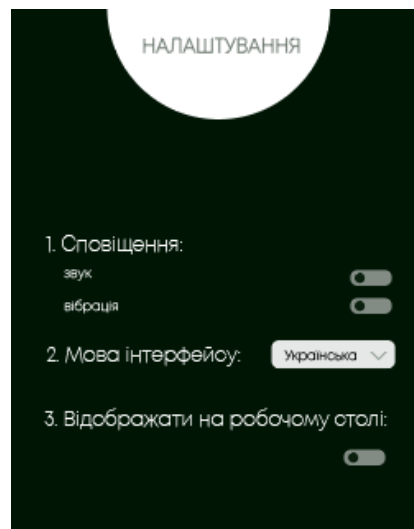 НАЛАШТУВАННЯ
1. Сповіщення:
звук
вібрація
2. Мова інтерфейсу: Українська
3. Відображати на робочому столі: